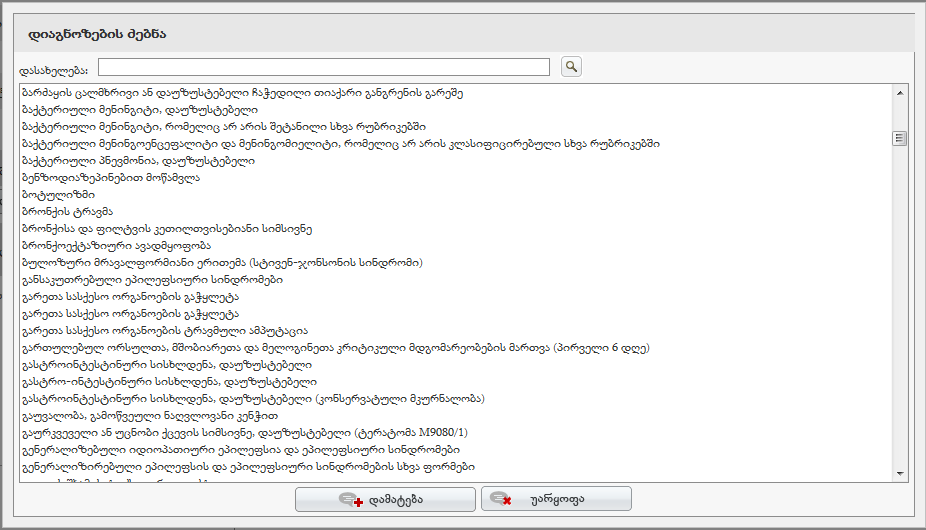 დიაგნოზების ძებნა
დასახელება:
ბარძაყის ცალმხრივი ან დაუზუსტებელი ჩაჭედილი თიაქარი განგრენის გარეშე
ბაქტერიული მენინგიტი, დაუზუსტებელი
ბაქტერიული მენინგიტი, რომელიც არ არის შეტანილი სხვა რუბრიკებში
ბაქტერიული მენინგოენცეფალიტი და მენინგომიელიტი, რომელიც არ არის კლასიფიცირებული სხვა რუბრიკებში
ბაქტერიული პნევმონია, დაუზუსტებელი
ბენზოდიაზეპინებით მოწამვლა
ბოტულიზმი
ბრონქის ტრავმა
ბრონქისა და ფილტვის კეთილთვისებიანი სიმსივნე
ბრონქოექტაზიური ავადმყოფობა
ბულოზური მრავალფორმიანი ერითემა (სტივენ-ჯონსონის სინდრომი)
განსაკუთრებული ეპილეფსიური სინდრომები
გარეთა სასქესო ორგანოების გაჭყლეტა
გარეთა სასქესო ორგანოების გაჭყლეტა
გარეთა სასქესო ორგანოების ტრავმული ამპუტაცია
გართულებულ ორსულთა, მშობიარეთა და მელოგინეთა კრიტიკული მდგომარეობების მართვა (პირველი 6 დღე)
გასტროინტესტინური სისხლდენა, დაუზუსტებელი
გასტრო-ინტესტინური სისხლდენა, დაუზუსტებელი
გასტროინტესტინური სისხლდენა, დაუზუსტებელი (კონსერვატული მკურნალობა)
გაუვალობა, გამოწვეული ნაღვლოვანი კენჭით
გაურკვეველი ან უცნობი ქცევის სიმსივნე, დაუზუსტებელი (ტერატომა M9080/1)
გენერალიზებული იდიოპათიური ეპილეფსია და ეპილეფსიური სინდრომები
გენერალიზირებული ეპილეფსის და ეპილეფსიური სინდრომების სხვა ფორმები
დამატება
უარყოფა